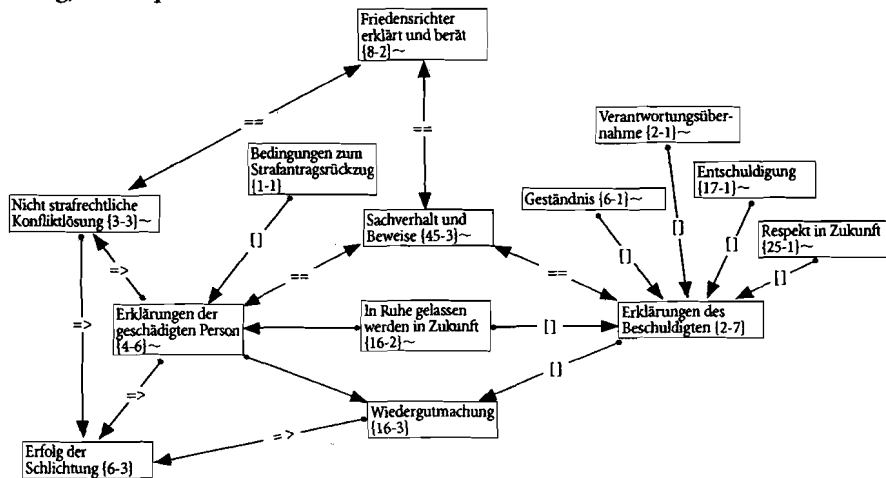 Friedensrichter
erklärt und berät
{8-2}~
==
==
Verantwortungsüber-
nahme {2-1}~
Bedingungen zum
Strafantragsrückzug
{1-1}
Entschuldigung
{17-1}~
Nicht strafrechtliche
Konfliktlösung {3-3}~
Geständnis {6-1}~
Sachverhalt und
Beweise {45-3}~
Respekt in Zukunft
{25-1}~
[]
[]
[]
[]
[]
=>
==
==
=>
Erklärungen der
geschädigten Person
{4-6}~
In Ruhe gelassen
werden in Zukunft
{16-2}~
[]
Erklärungen des
Beschuldigten {2-7}
=>
[]
Wiedergutmachung
{16-3}
=>
Erfolg der
Schlichtung {6-3}